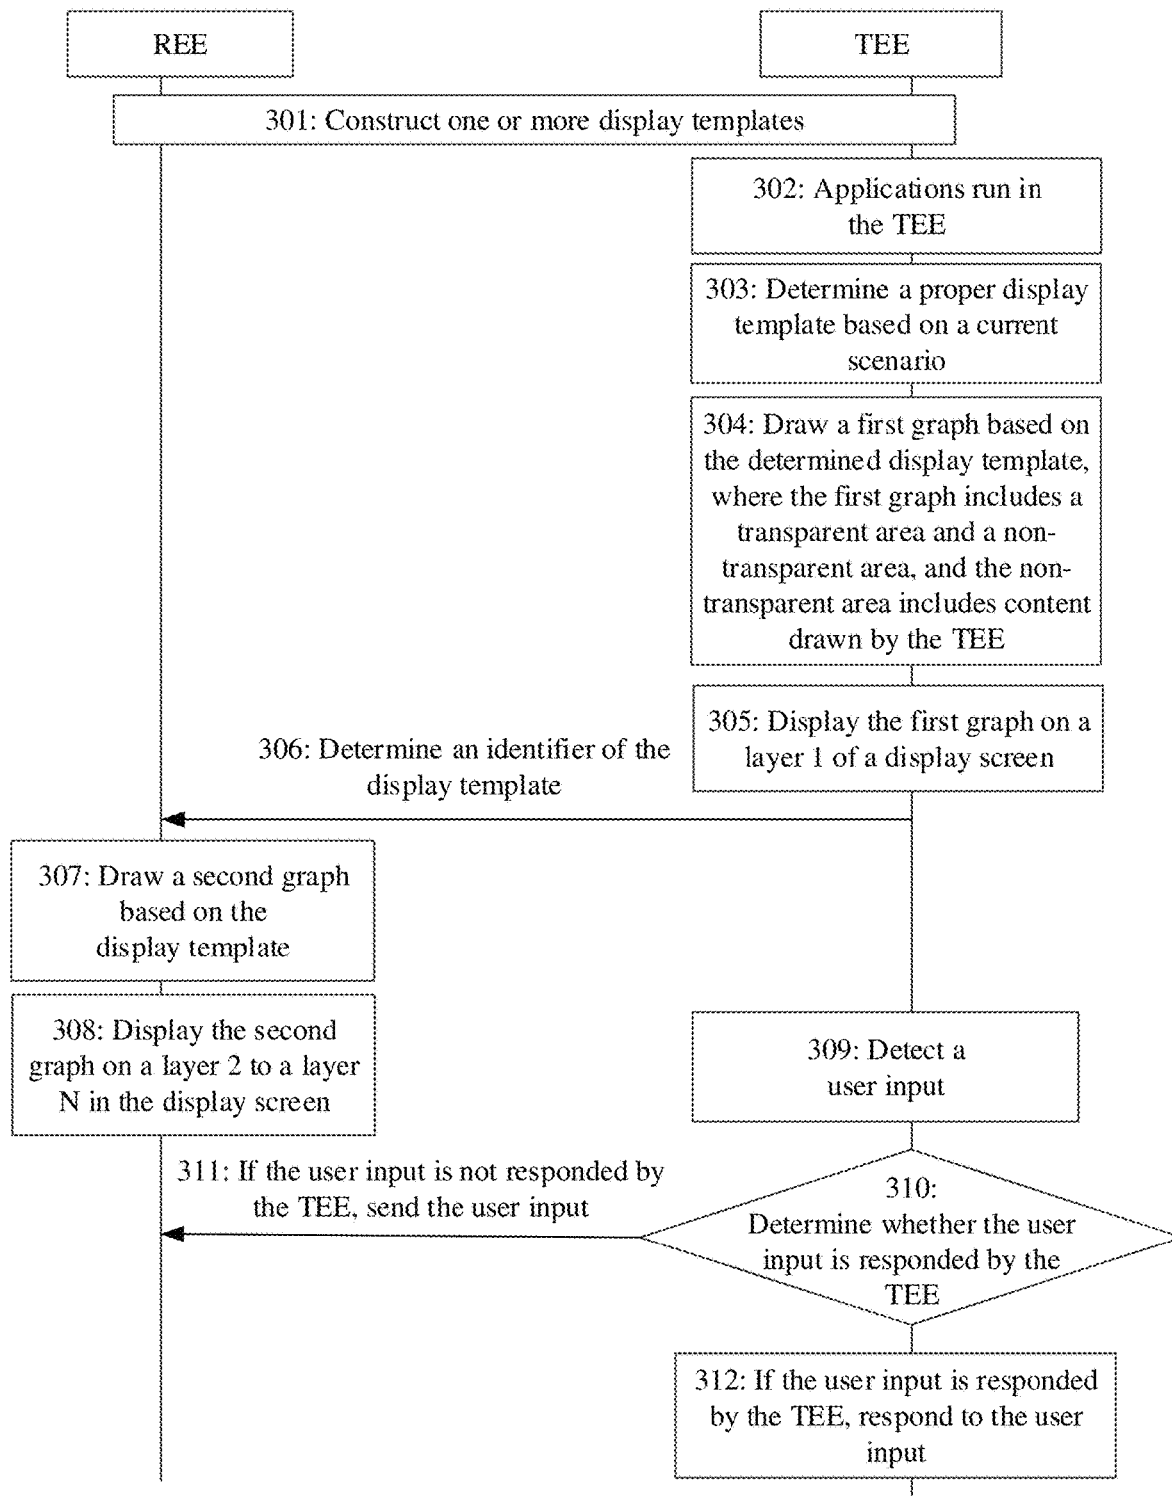 REE
TEE
301: Construct one or more display templates
302: Applications run in
the TEE
303: Determine a proper display
template based on a current
scenario
304: Draw a first graph based on
the determined display template,
where the first graph includes a
transparent area and a non-
transparent area, and the non-
transparent area includes content
drawn by the TEE
305: Display the first graph on a
layer 1 of a display screen
306: Determine an identifier of the
display template
307: Draw a second graph
based on the
display template
308: Display the second
graph on a layer 2 to a layer
N in the display screen
309: Detect a
user input
310:
Determine whether the user
input is responded by the
TEE
311: If the user input is not responded by
the TEE, send the user input
312: If the user input is responded
by the TEE, respond to the user
input